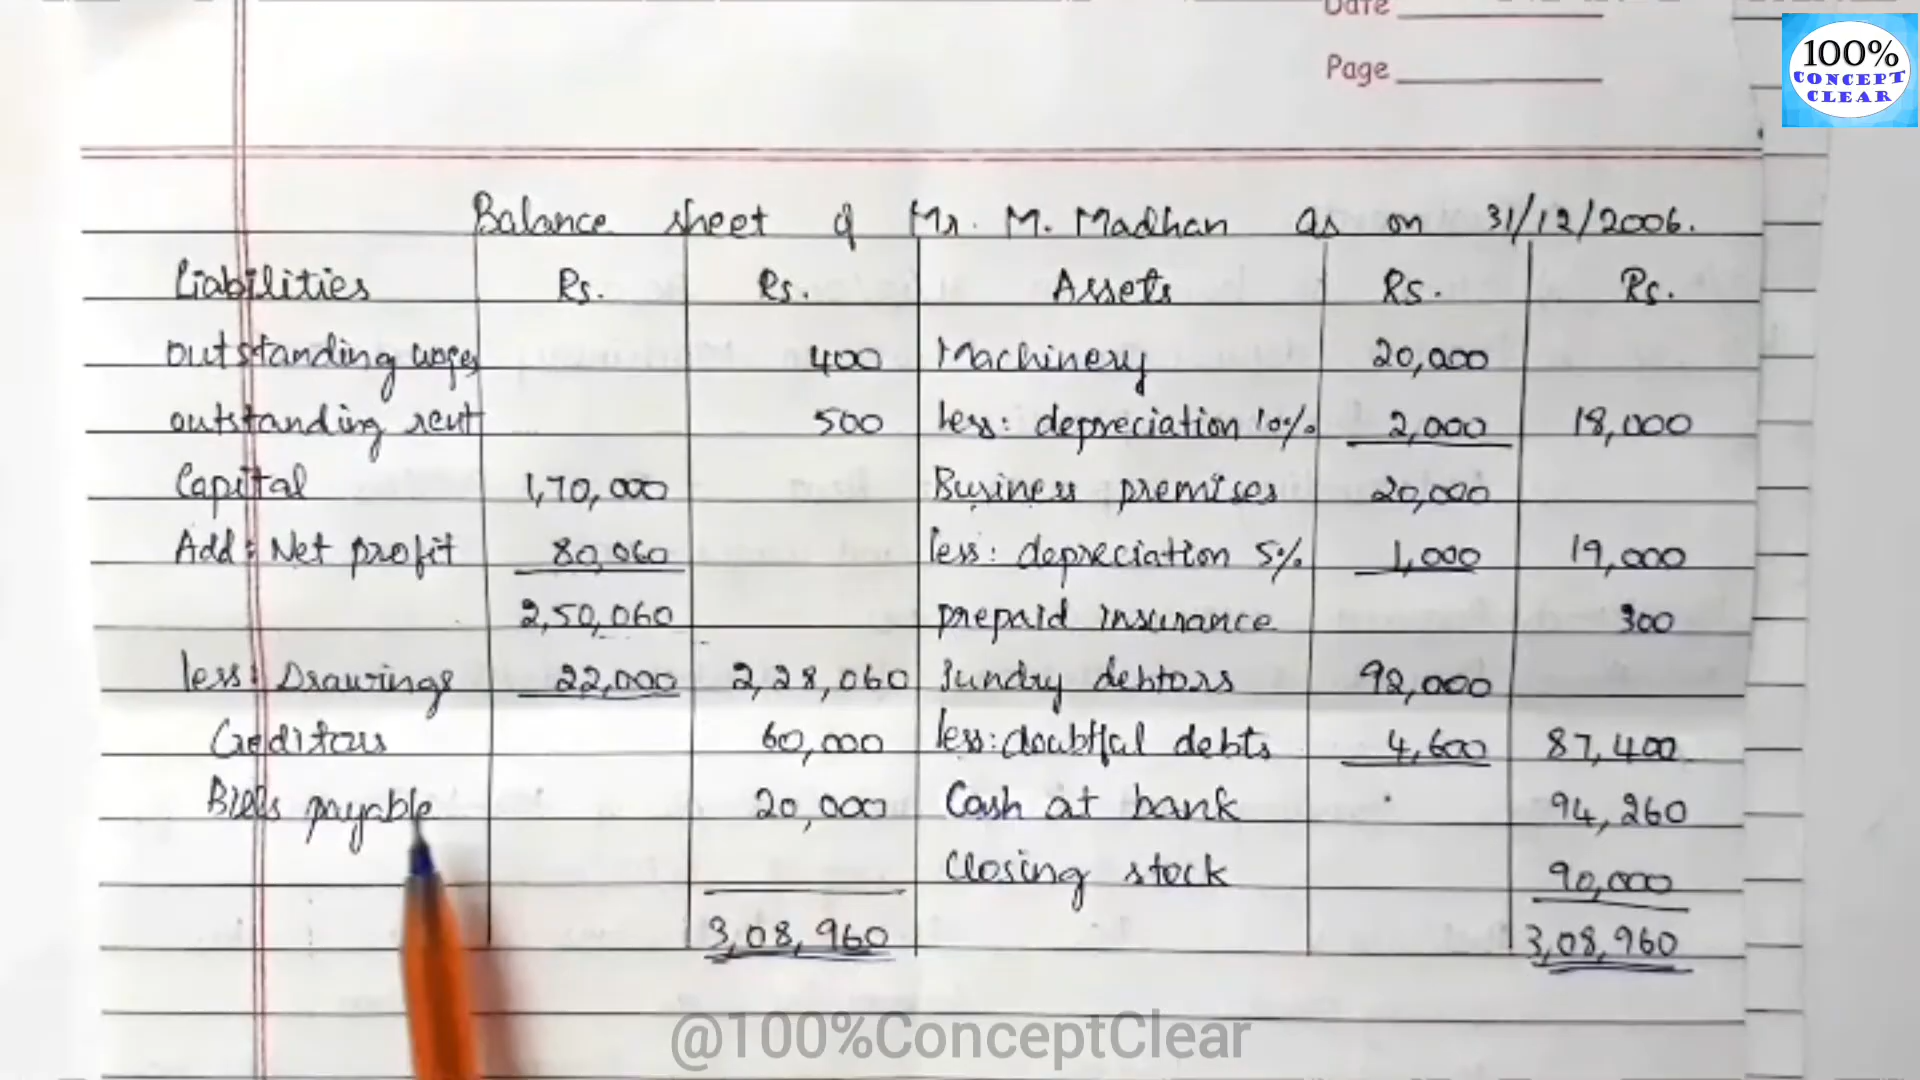 Date
Page
100%
CONCEPT
CLEAR
Balance sheet of Mr. M. Madhan as on 31/12/2006.
Liabilities Rs. Rs. Assets Rs. Rs.
outstanding wages 400 Machinery 20,000
outstanding rent 500 less: depreciation 10% 2,000 18,000
Capital 1,70,000 Business premises 20,000
Add: Net profit 80,060 less: depreciation 5% 1,000 19,000
2,50,060 prepaid insurance 300
less: Drawings 22,000 2,28,060 Sundry debtors 92,000
Creditors 60,000 less: doubtful debts 4,600 87,400
Bills payable 20,000 Cash at bank 94,260
Closing stock 90,000
3,08,960 3,08,960
@100%ConceptClear